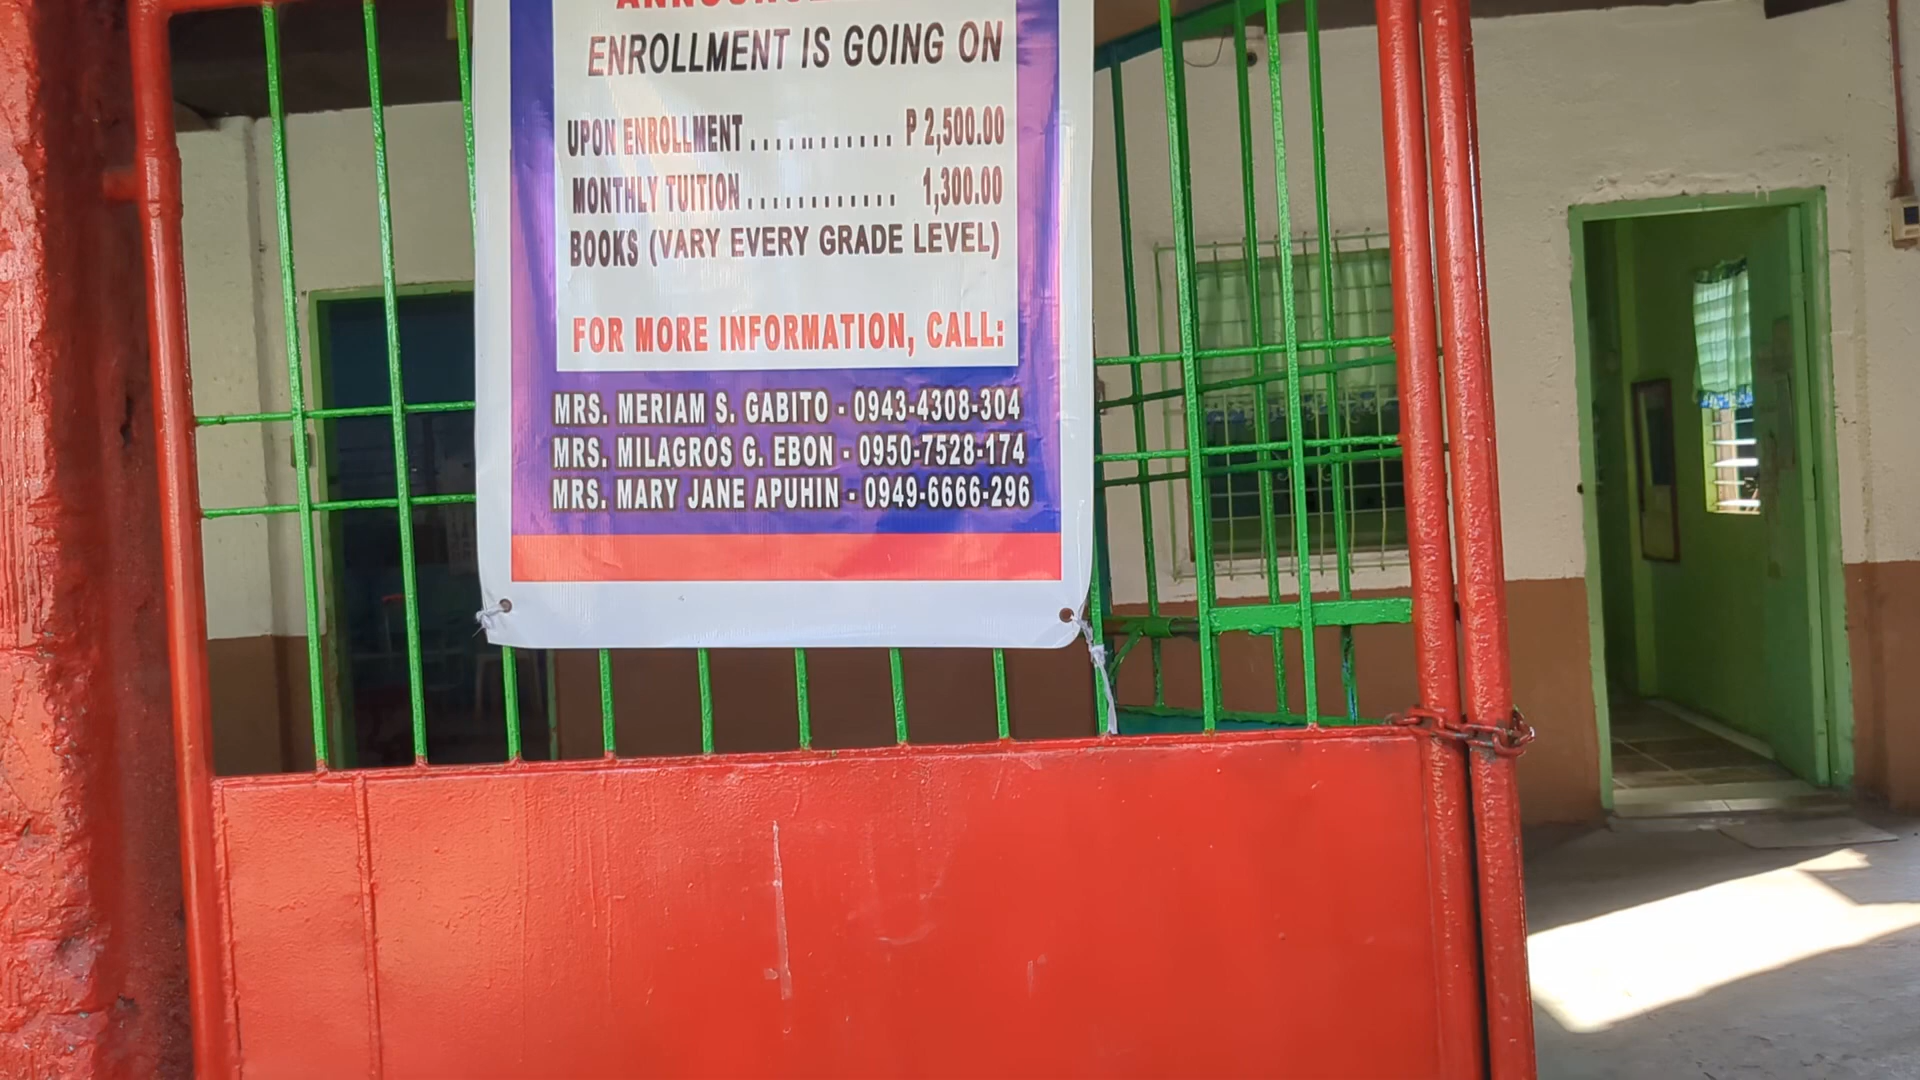 ENROLLMENT IS GOING ON
UPON ENROLLMENT ............ ₱ 2,500.00
MONTHLY TUITION ............ 1,300.00
BOOKS (VARY EVERY GRADE LEVEL)
FOR MORE INFORMATION, CALL:
MRS. MERIAM S. GABITO - 0943-4308-304
MRS. MILAGROS G. EBON - 0950-7528-174
MRS. MARY JANE APUHIN - 0949-6666-296